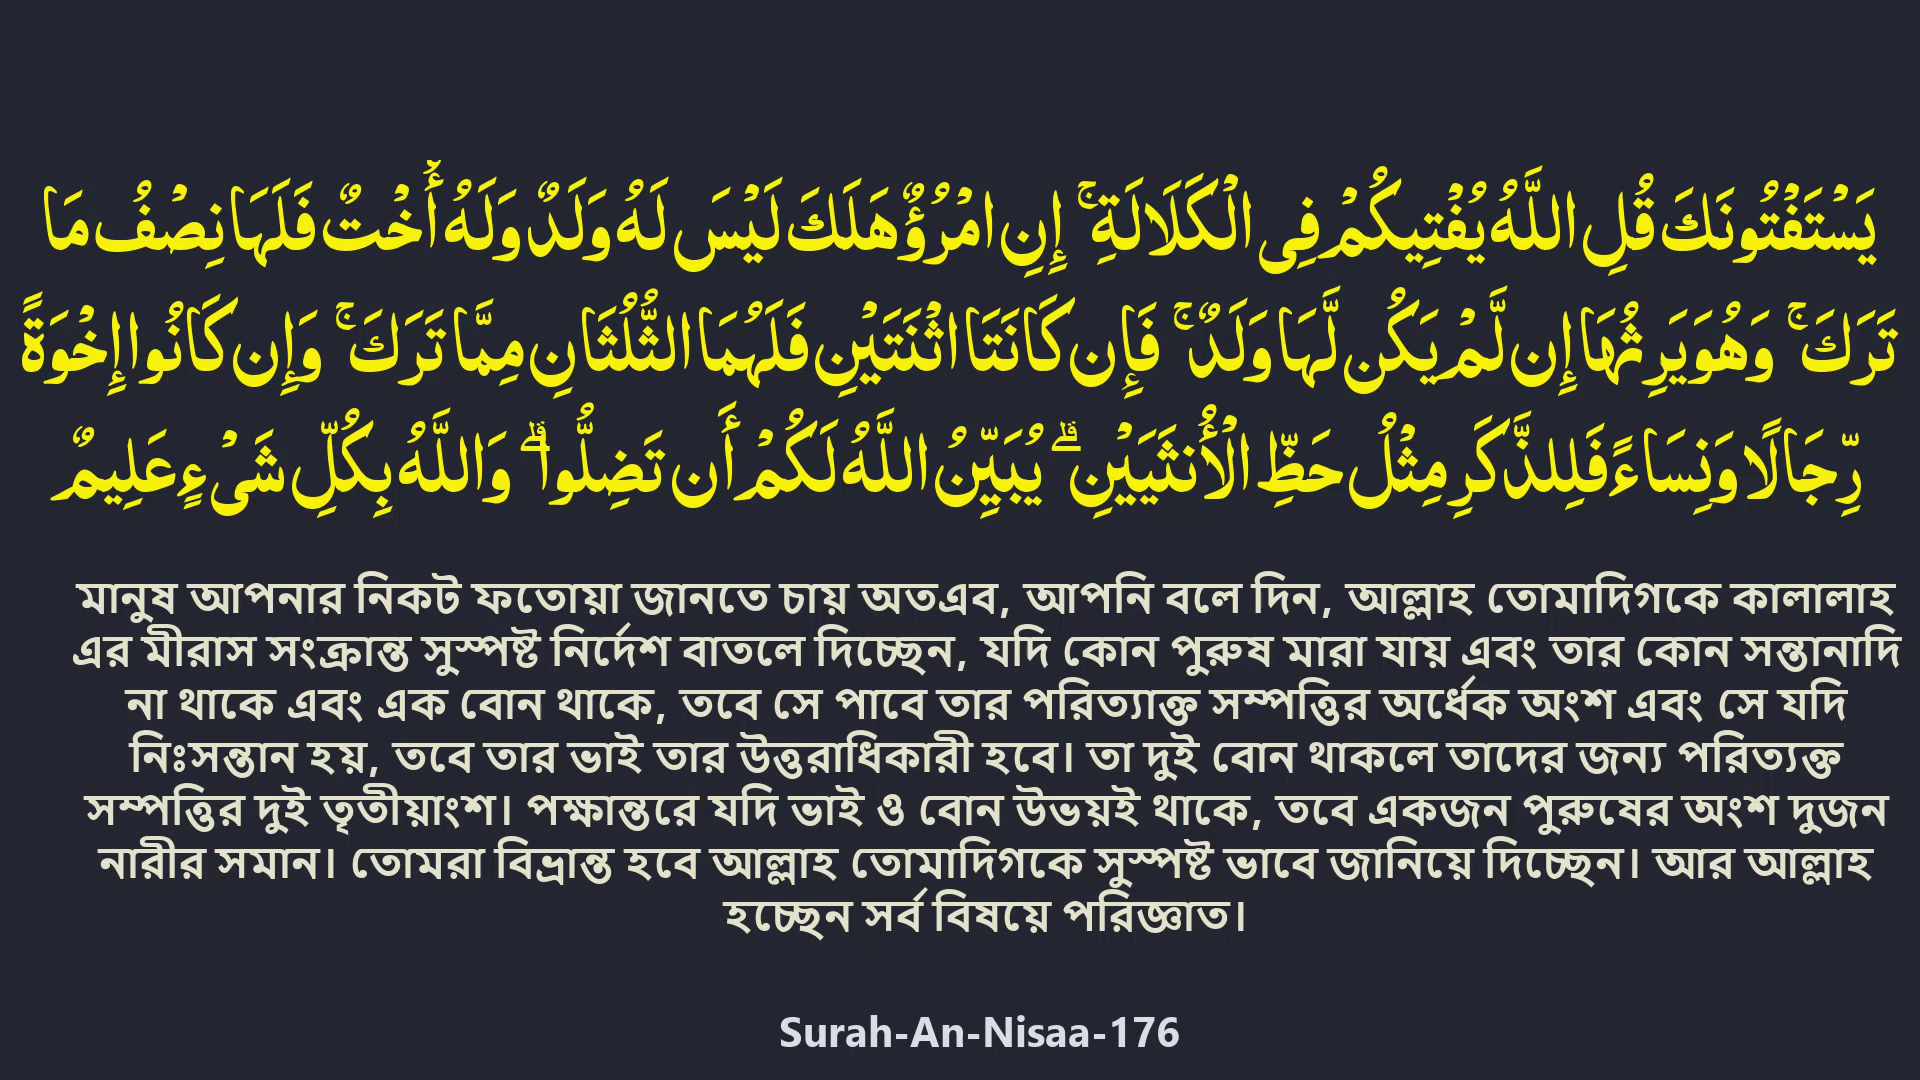 يَسْتَفْتُونَكَ قُلِ اللَّهُ يُفْتِيكُمْ فِى الْكَلَالَةِ ۚ إِنِ امْرُؤٌ هَلَكَ لَيْسَ لَهُ وَلَدٌ وَلَهُ أُخْتٌ فَلَهَا نِصْفُ مَا
تَرَكَ ۚ وَهُوَ يَرِثُهَا إِن لَّمْ يَكُن لَّهَا وَلَدٌ ۚ فَإِن كَانَتَا اثْنَتَيْنِ فَلَهُمَا الثُّلُثَانِ مِمَّا تَرَكَ ۚ وَإِن كَانُوا إِخْوَةً
رِّجَالًا وَنِسَاءً فَلِلذَّكَرِ مِثْلُ حَظِّ الْأُنثَيَيْنِ ۗ يُبَيِّنُ اللَّهُ لَكُمْ أَن تَضِلُّوا ۗ وَاللَّهُ بِكُلِّ شَىْءٍ عَلِيمٌ
মানুষ আপনার নিকট ফতোয়া জানতে চায় অতএব, আপনি বলে দিন, আল্লাহ তোমাদিগকে কালালাহ
এর মীরাস সংক্রান্ত সুস্পষ্ট নির্দেশ বাতলে দিচ্ছেন, যদি কোন পুরুষ মারা যায় এবং তার কোন সন্তানাদি
না থাকে এবং এক বোন থাকে, তবে সে পাবে তার পরিত্যাক্ত সম্পত্তির অর্ধেক অংশ এবং সে যদি
নিঃসন্তান হয়, তবে তার ভাই তার উত্তরাধিকারী হবে। তা দুই বোন থাকলে তাদের জন্য পরিত্যক্ত
সম্পত্তির দুই তৃতীয়াংশ। পক্ষান্তরে যদি ভাই ও বোন উভয়ই থাকে, তবে একজন পুরুষের অংশ দুজন
নারীর সমান। তোমরা বিভ্রান্ত হবে আল্লাহ তোমাদিগকে সুস্পষ্ট ভাবে জানিয়ে দিচ্ছেন। আর আল্লাহ
হচ্ছেন সর্ব বিষয়ে পরিজ্ঞাত।
Surah-An-Nisaa-176